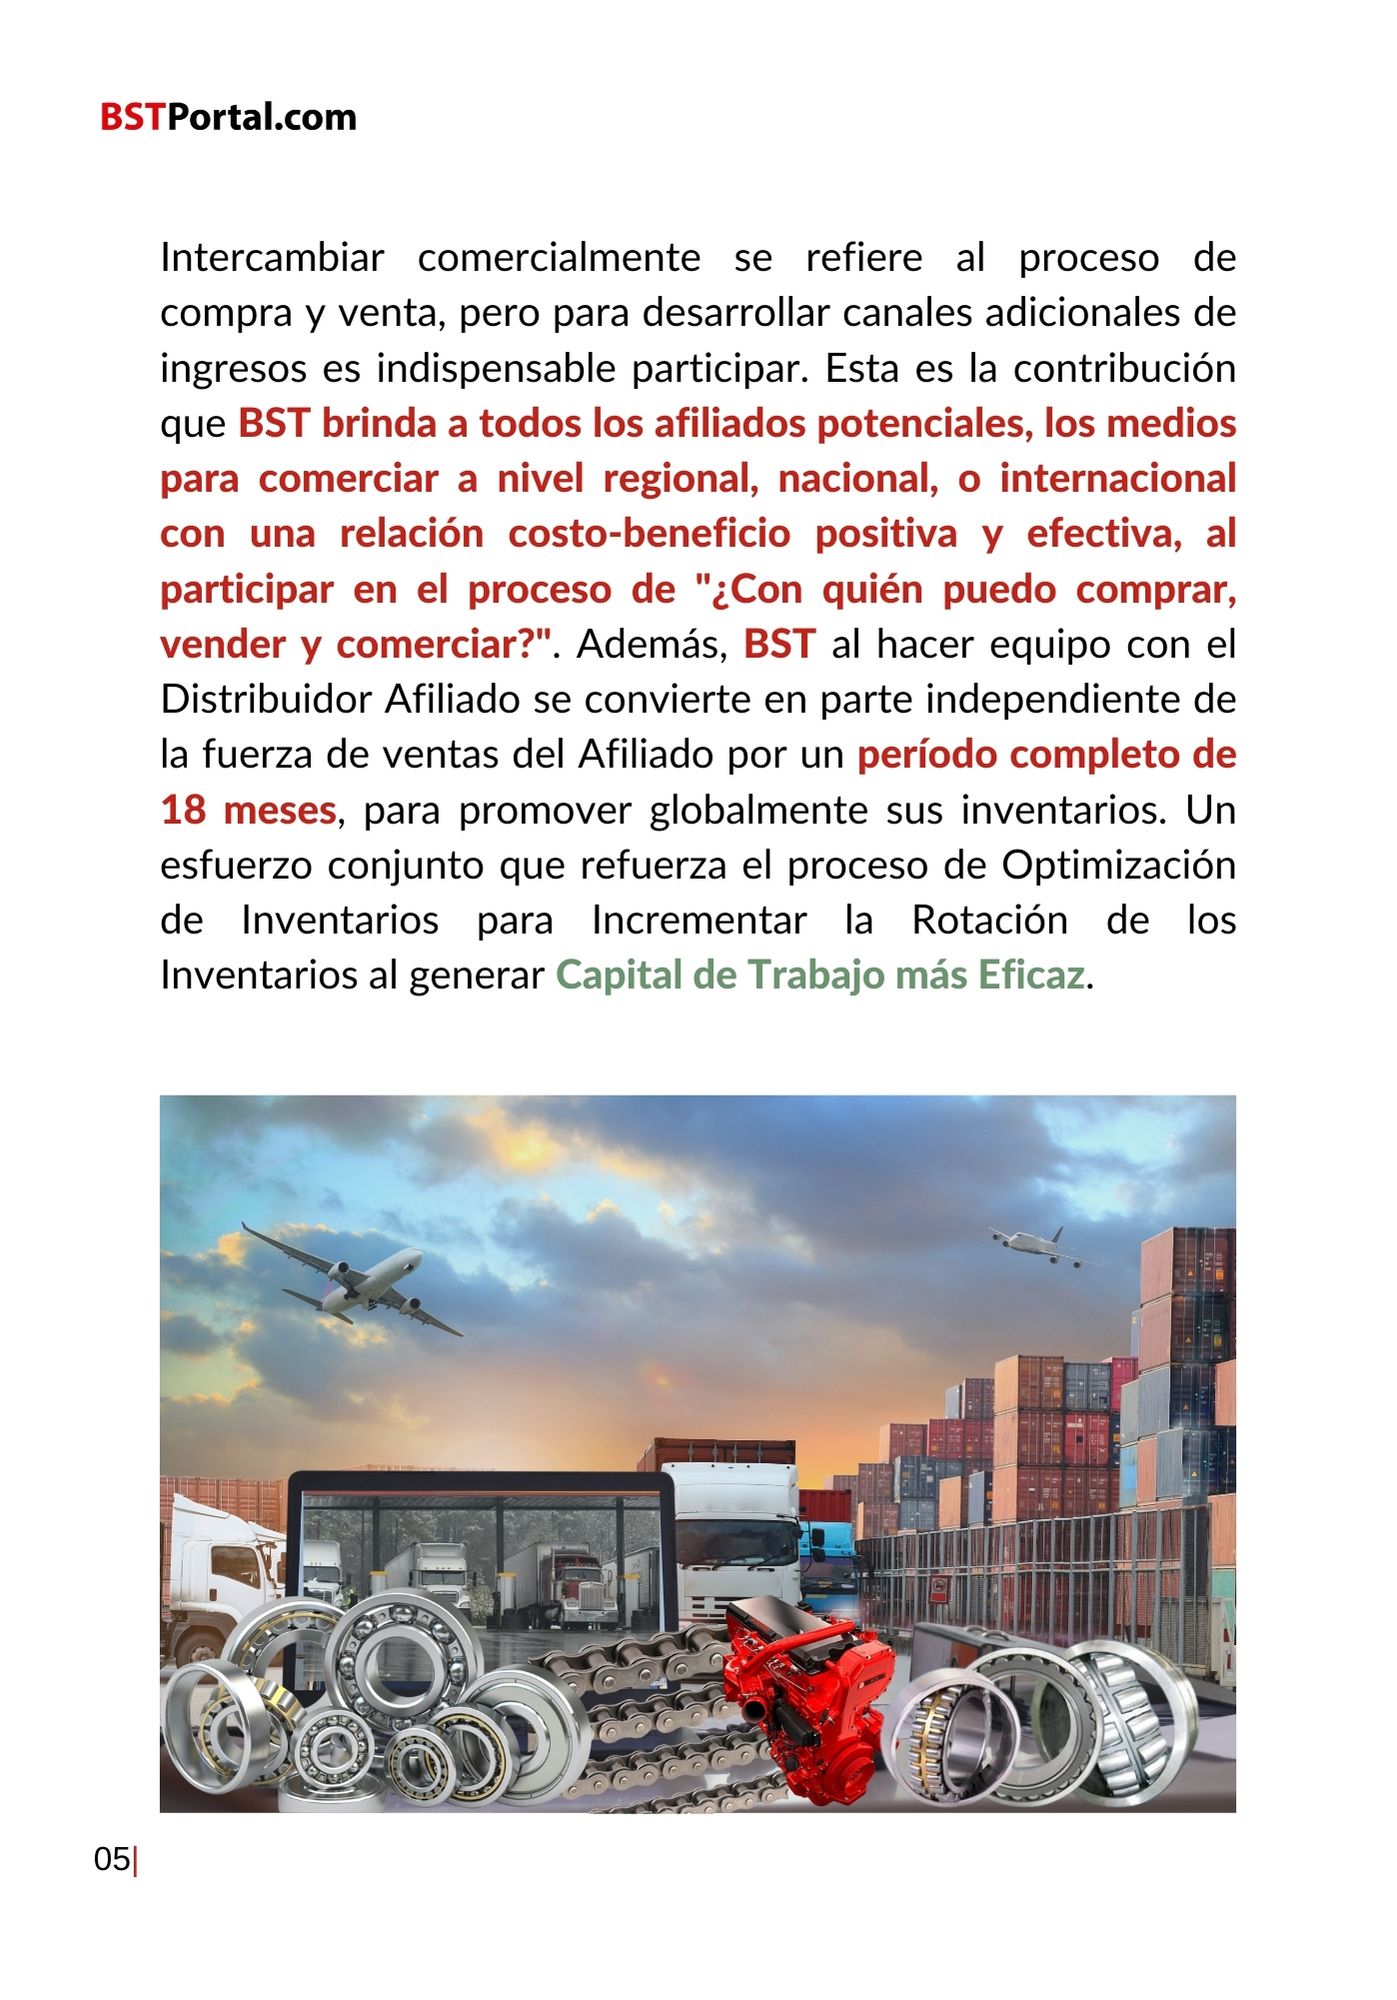 BSTPortal.com
Intercambiar comercialmente se refiere al proceso de
compra y venta, pero para desarrollar canales adicionales de
ingresos es indispensable participar. Esta es la contribución
que BST brinda a todos los afiliados potenciales, los medios
para comerciar a nivel regional, nacional, o internacional
con una relación costo-beneficio positiva y efectiva, al
participar en el proceso de "¿Con quién puedo comprar,
vender y comerciar?". Además, BST al hacer equipo con el
Distribuidor Afiliado se convierte en parte independiente de
la fuerza de ventas del Afiliado por un período completo de
18 meses, para promover globalmente sus inventarios. Un
esfuerzo conjunto que refuerza el proceso de Optimización
de Inventarios para Incrementar la Rotación de los
Inventarios al generar Capital de Trabajo más Eficaz.
05|